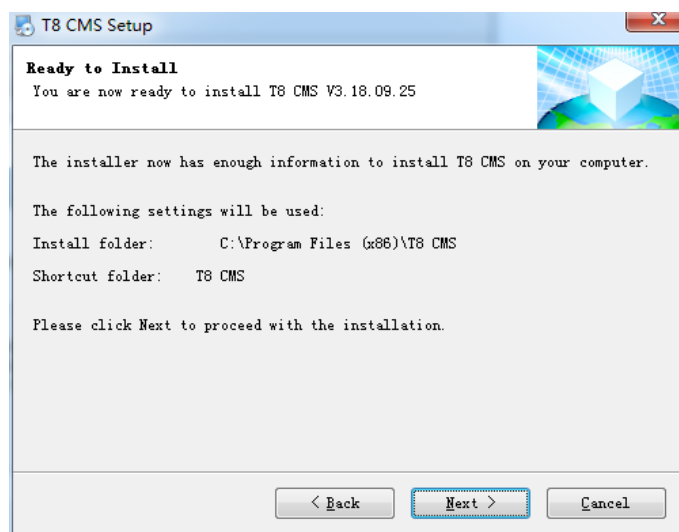 T8 CMS Setup
Ready to Install
You are now ready to install T8 CMS V3.18.09.25
The installer now has enough information to install T8 CMS on your computer.
The following settings will be used:
Install folder: C:\Program Files (x86)\T8 CMS
Shortcut folder: T8 CMS
Please click Next to proceed with the installation.
< Back Next > Cancel